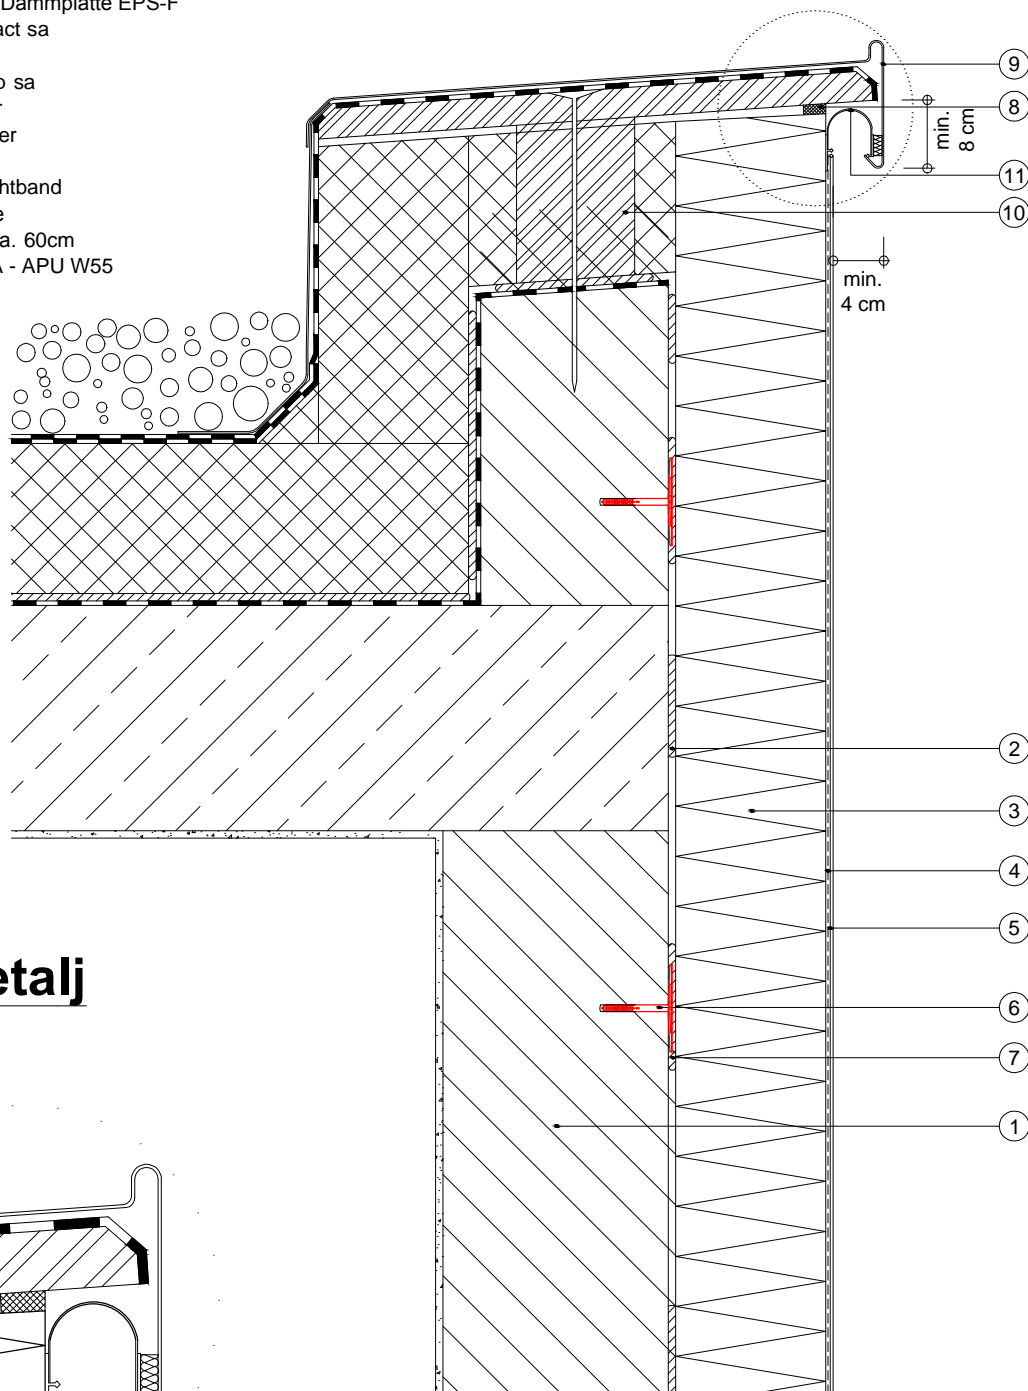 Dämmplatte EPS-F
act sa
o sa
er
htband
e
a. 60cm
A - APU W55
9
8
min.
8 cm
11
10
min.
4 cm
2
3
4
5
etalj
6
7
1